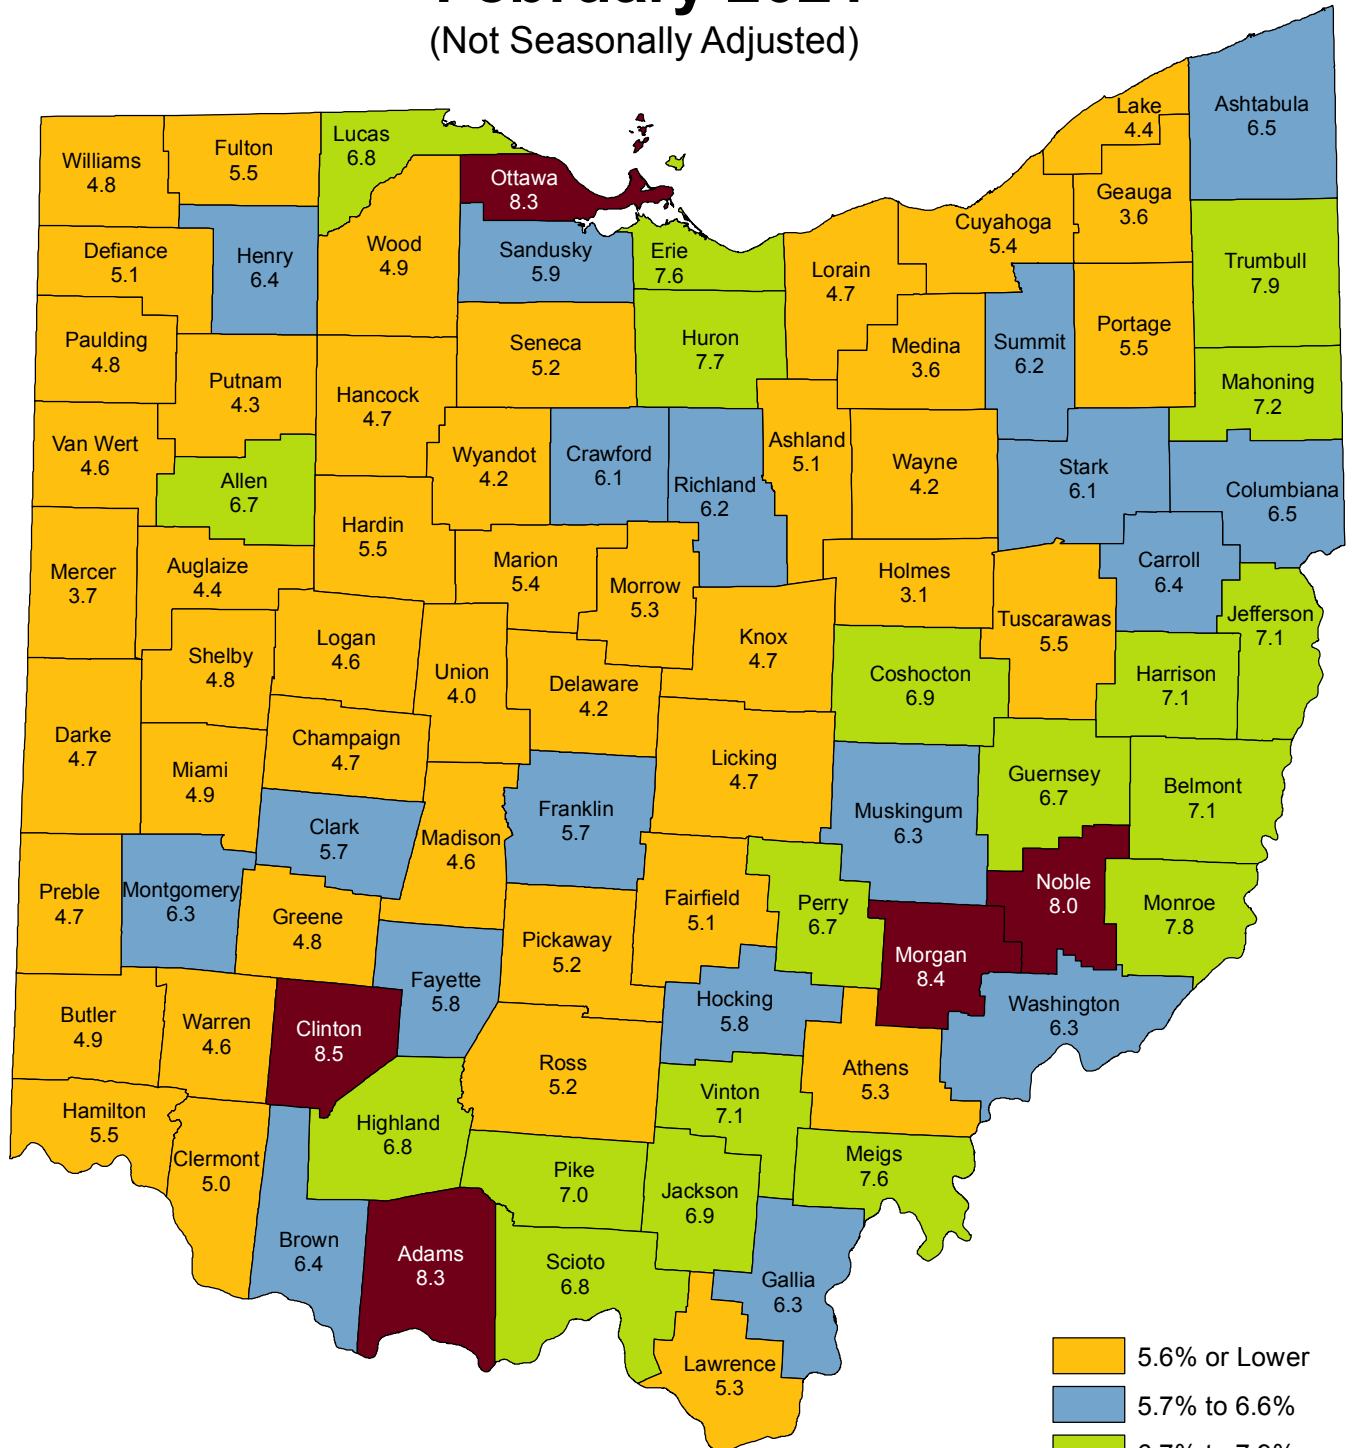 (Not Seasonally Adjusted)
Lake
4.4
Ashtabula
6.5
Williams
4.8
Fulton
5.5
Lucas
6.8
Ottawa
8.3
Geauga
3.6
Cuyahoga
5.4
Defiance
5.1
Henry
6.4
Wood
4.9
Sandusky
5.9
Erie
7.6
Lorain
4.7
Trumbull
7.9
Paulding
4.8
Putnam
4.3
Hancock
4.7
Seneca
5.2
Huron
7.7
Medina
3.6
Summit
6.2
Portage
5.5
Mahoning
7.2
Van Wert
4.6
Allen
6.7
Wyandot
4.2
Crawford
6.1
Richland
6.2
Ashland
5.1
Wayne
4.2
Stark
6.1
Columbiana
6.5
Mercer
3.7
Auglaize
4.4
Hardin
5.5
Marion
5.4
Morrow
5.3
Holmes
3.1
Tuscarawas
5.5
Carroll
6.4
Jefferson
7.1
Shelby
4.8
Logan
4.6
Union
4.0
Delaware
4.2
Knox
4.7
Coshocton
6.9
Harrison
7.1
Darke
4.7
Miami
4.9
Champaign
4.7
Licking
4.7
Guernsey
6.7
Belmont
7.1
Clark
5.7
Madison
4.6
Franklin
5.7
Muskingum
6.3
Preble
4.7
Montgomery
6.3
Greene
4.8
Fairfield
5.1
Perry
6.7
Noble
8.0
Monroe
7.8
Pickaway
5.2
Morgan
8.4
Fayette
5.8
Hocking
5.8
Washington
6.3
Butler
4.9
Warren
4.6
Clinton
8.5
Ross
5.2
Athens
5.3
Vinton
7.1
Hamilton
5.5
Clermont
5.0
Highland
6.8
Pike
7.0
Jackson
6.9
Meigs
7.6
Brown
6.4
Adams
8.3
Scioto
6.8
Gallia
6.3
Lawrence
5.3
5.6% or Lower
5.7% to 6.6%